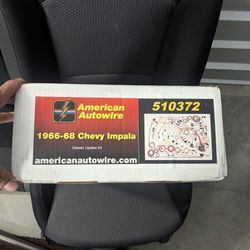 American
Autowire
510372
1966-68 Chevy Impala
Classic Update Kit
americanautowire.com